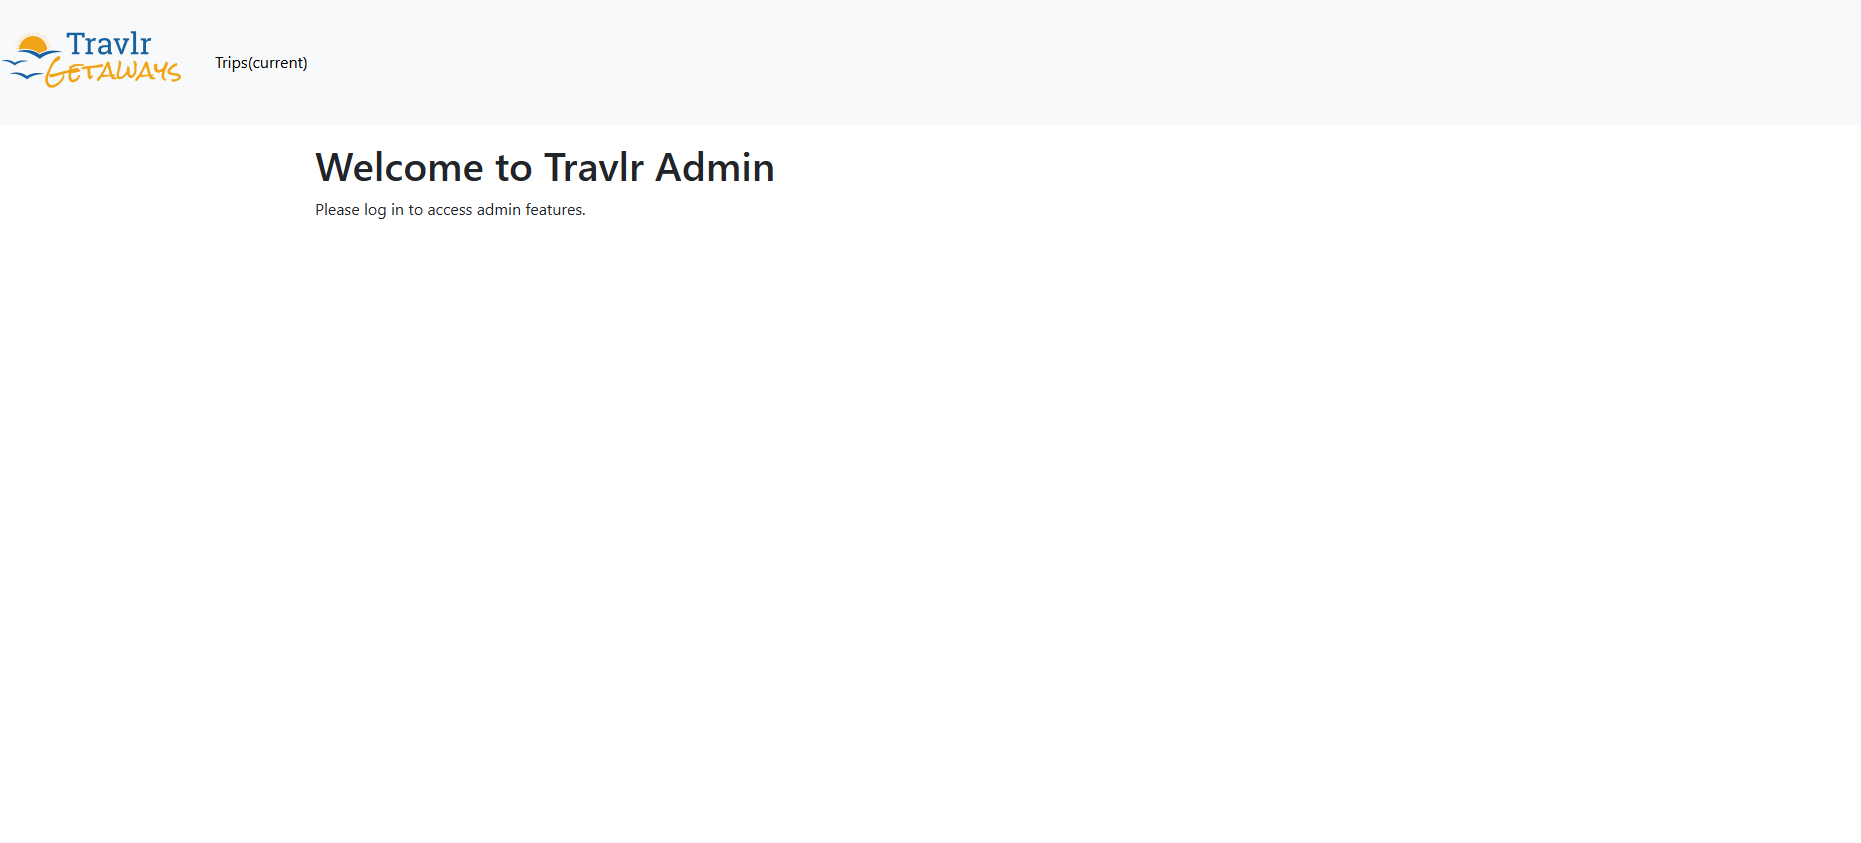 Travlr
GETAWAYS
Trips(current)
Welcome to Travlr Admin
Please log in to access admin features.